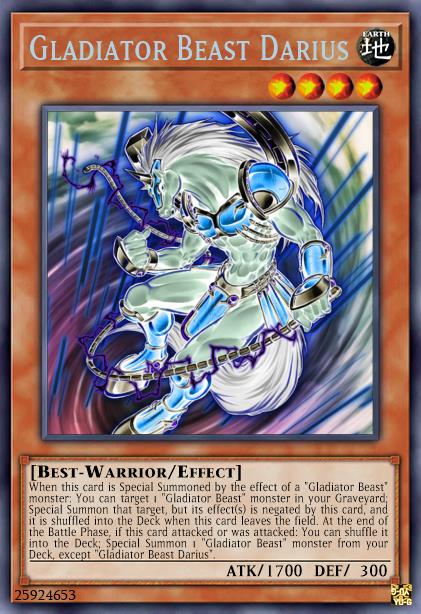 GLADIATOR BEAST DARIUS
EARTH
地
[BEST-WARRIOR/EFFECT]
When this card is Special Summoned by the effect of a "Gladiator Beast"
monster: You can target 1 "Gladiator Beast" monster in your Graveyard;
Special Summon that target, but its effect(s) is negated by this card, and
it is shuffled into the Deck when this card leaves the field. At the end of
the Battle Phase, if this card attacked or was attacked: You can shuffle it
into the Deck; Special Summon 1 "Gladiator Beast" monster from your
Deck, except "Gladiator Beast Darius".
ATK/1700 DEF/ 300
25924653